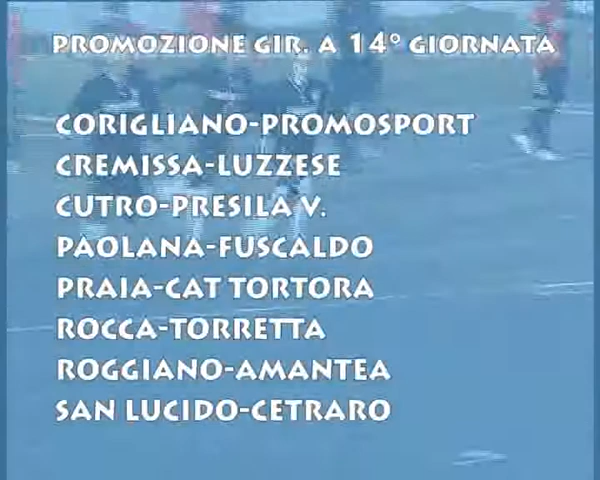 PROMOZIONE GIR. A 14° GIORNATA
CORIGLIANO-PROMOSPORT
CREMISSA-LUZZESE
CUTRO-PRESILA V.
PAOLANA-FUSCALDO
PRAIA-CAT TORTORA
ROCCA-TORRETTA
ROGGIANO-AMANTEA
SAN LUCIDO-CETRARO